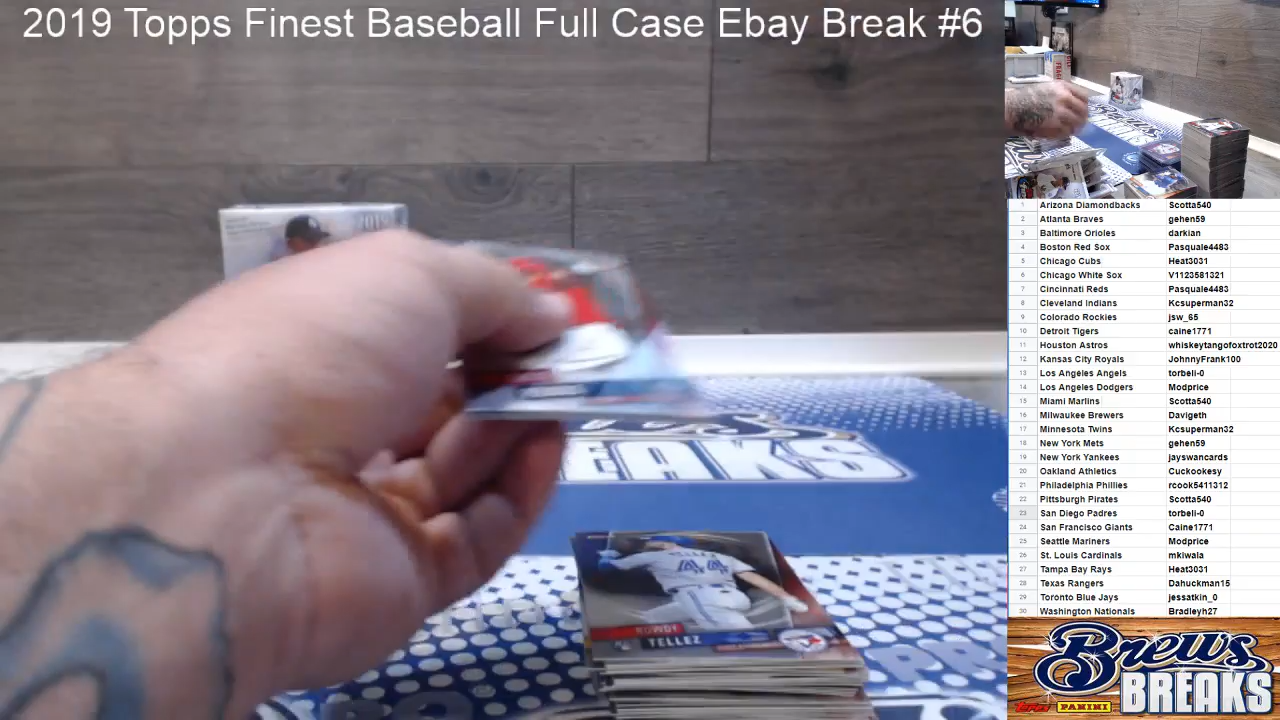 2019 Topps Finest Baseball Full Case Ebay Break #6
1 Arizona Diamondbacks Scotta540
2 Atlanta Braves gehen59
3 Baltimore Orioles darkian
4 Boston Red Sox Pasquale4483
5 Chicago Cubs Heat3031
6 Chicago White Sox V1123581321
7 Cincinnati Reds Pasquale4483
8 Cleveland Indians Kcsuperman32
9 Colorado Rockies jsw_65
10 Detroit Tigers caine1771
11 Houston Astros whiskeytangofoxtrot2020
12 Kansas City Royals JohnnyFrank100
13 Los Angeles Angels torbeli-0
14 Los Angeles Dodgers Modprice
15 Miami Marlins Scotta540
16 Milwaukee Brewers Davigeth
17 Minnesota Twins Kcsuperman32
18 New York Mets gehen59
19 New York Yankees jayswancards
20 Oakland Athletics Cuckookesy
21 Philadelphia Phillies rcook5411312
22 Pittsburgh Pirates Scotta540
23 San Diego Padres torbeli-0
24 San Francisco Giants Caine1771
25 Seattle Mariners Modprice
26 St. Louis Cardinals mkiwala
27 Tampa Bay Rays Heat3031
28 Texas Rangers Dahuckman15
29 Toronto Blue Jays jessatkin_0
30 Washington Nationals Bradleyh27
2019
EAKS
44
ROWDY
TELLEZ
Brews
BREAKS
Topps PANINI